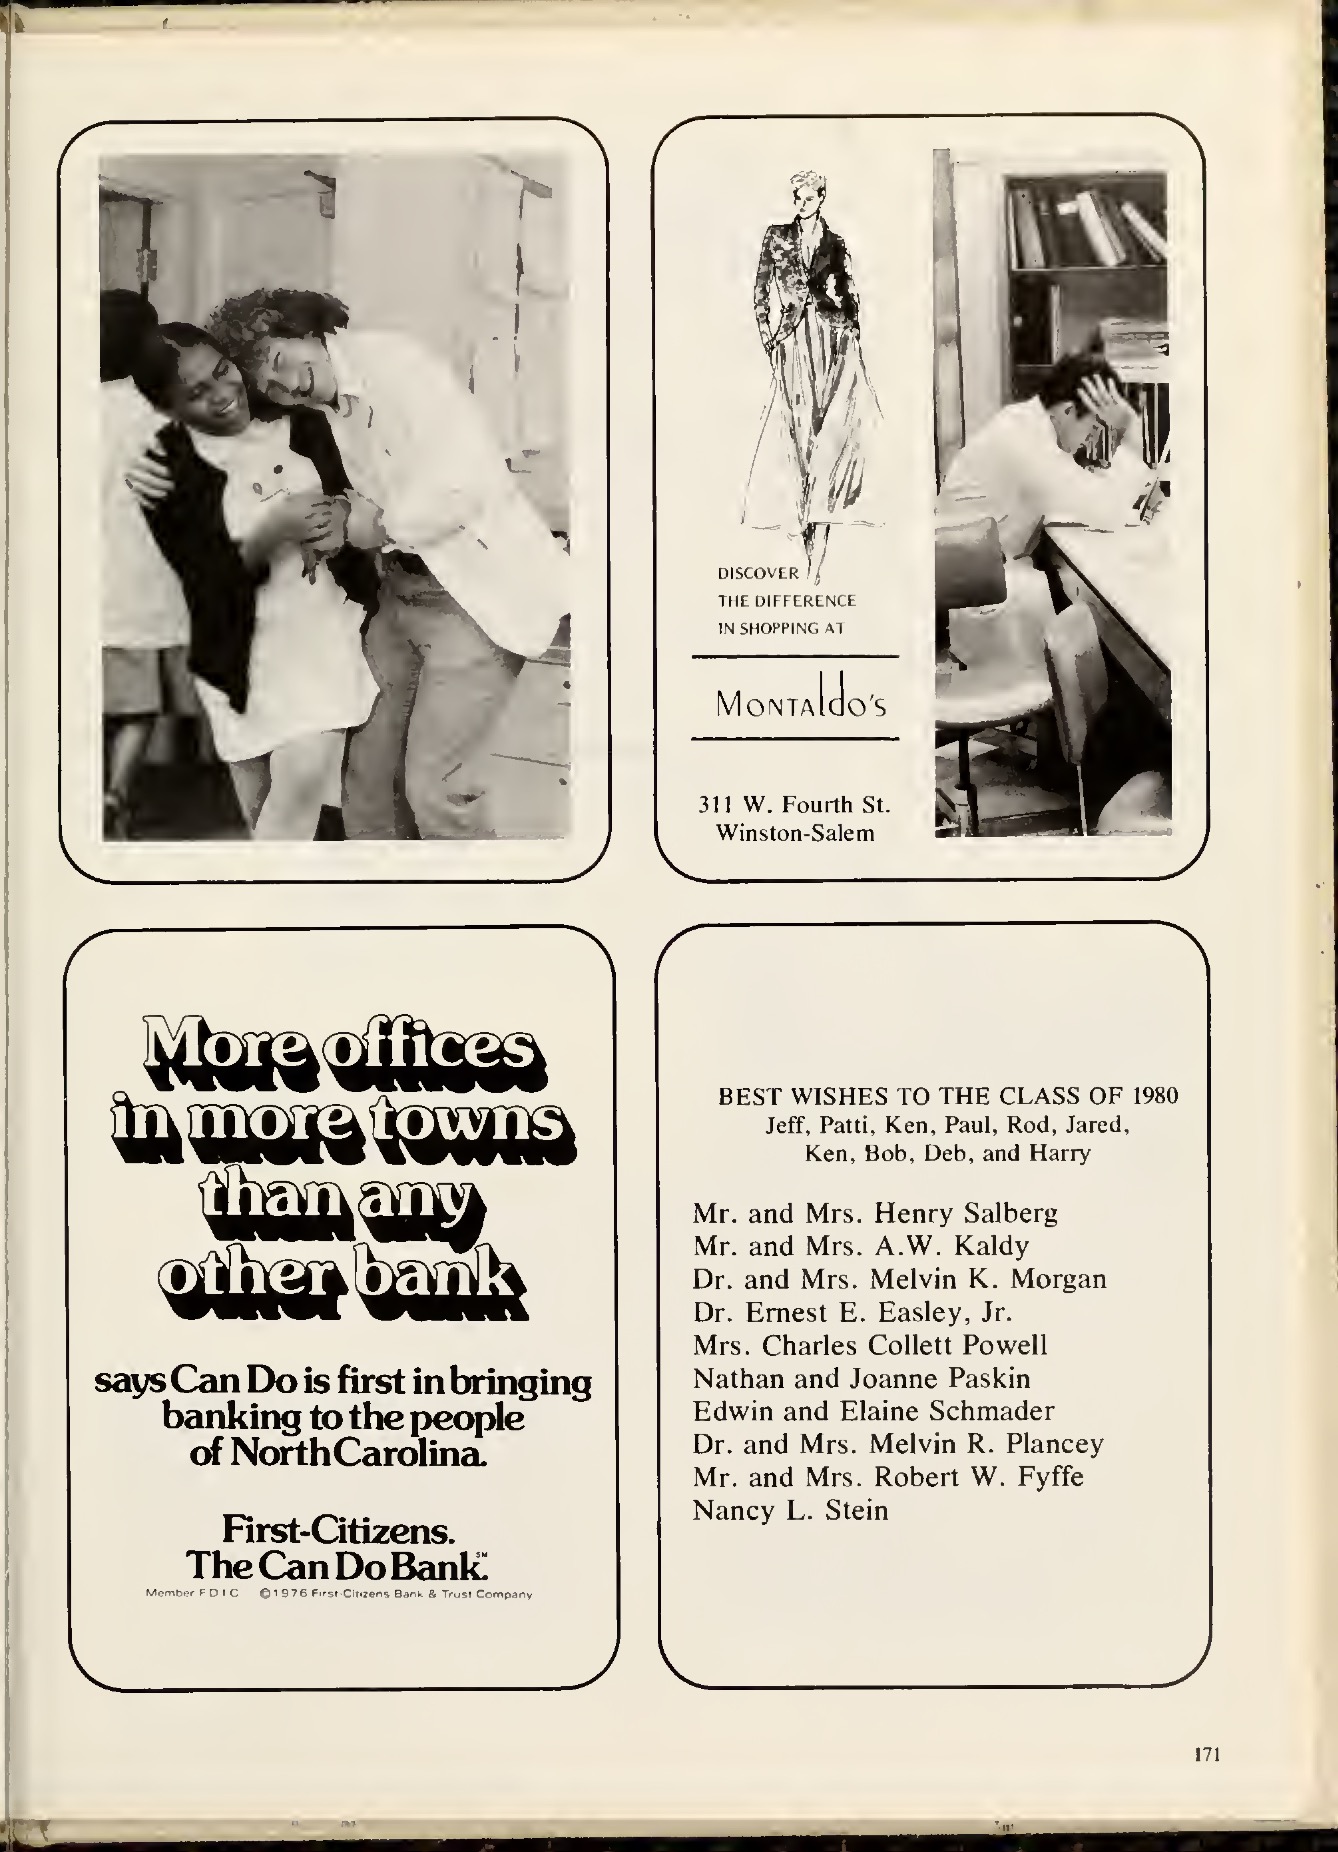 DISCOVER
THE DIFFERENCE
IN SHOPPING AT
MONTAldo's
311 W. Fourth St.
Winston-Salem
More offices
in more towns
than any
other bank
says Can Do is first in bringing
banking to the people
of North Carolina.
First-Citizens.
The Can Do Bank.℠
Member FDIC ©1976 First-Citizens Bank & Trust Company
BEST WISHES TO THE CLASS OF 1980
Jeff, Patti, Ken, Paul, Rod, Jared,
Ken, Bob, Deb, and Harry
Mr. and Mrs. Henry Salberg
Mr. and Mrs. A.W. Kaldy
Dr. and Mrs. Melvin K. Morgan
Dr. Ernest E. Easley, Jr.
Mrs. Charles Collett Powell
Nathan and Joanne Paskin
Edwin and Elaine Schmader
Dr. and Mrs. Melvin R. Plancey
Mr. and Mrs. Robert W. Fyffe
Nancy L. Stein
171